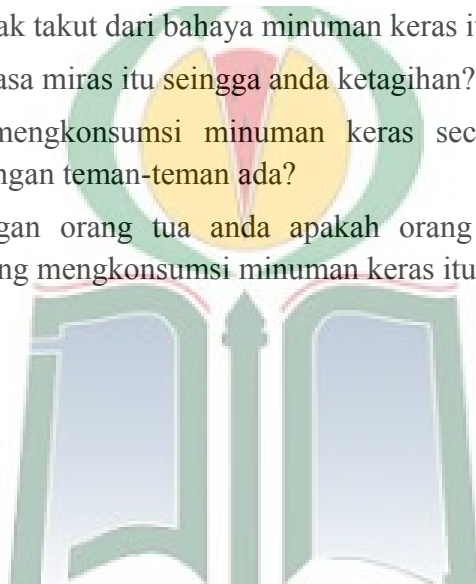 ak takut dari bahaya minuman keras it
asa miras itu seingga anda ketagihan?
mengkonsumsi minuman keras sec
ngan teman-teman ada?
gan orang tua anda apakah orang
ng mengkonsumsi minuman keras itu